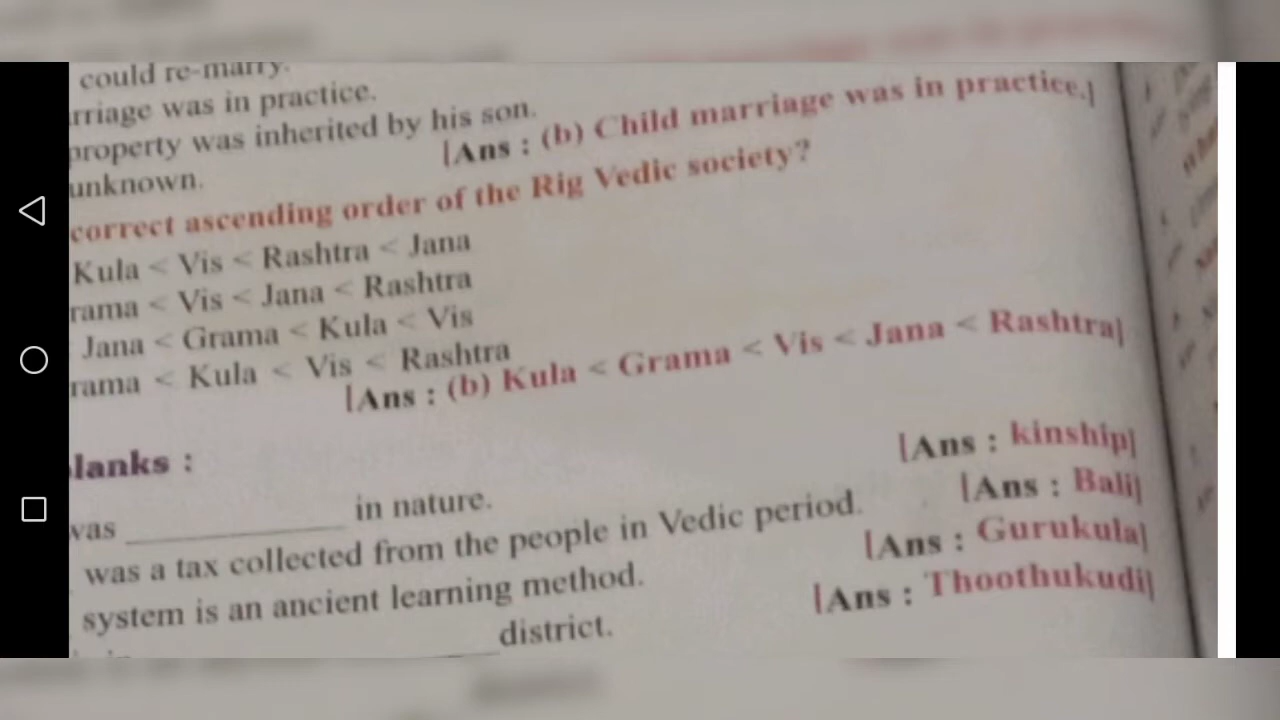 could re-marry.
rriage was in practice.
property was inherited by his son.
unknown. [Ans : (b) Child marriage was in practice.]
correct ascending order of the Rig Vedic society?
Kula < Vis < Rashtra < Jana
rama < Vis < Jana < Rashtra
Jana < Grama < Kula < Vis
rama < Kula < Vis < Rashtra
[Ans : (b) Kula < Grama < Vis < Jana < Rashtra]
lanks :
was ____________ in nature. [Ans : kinship]
was a tax collected from the people in Vedic period. [Ans : Bali]
system is an ancient learning method. [Ans : Gurukula]
____________ district. [Ans : Thoothukudi]